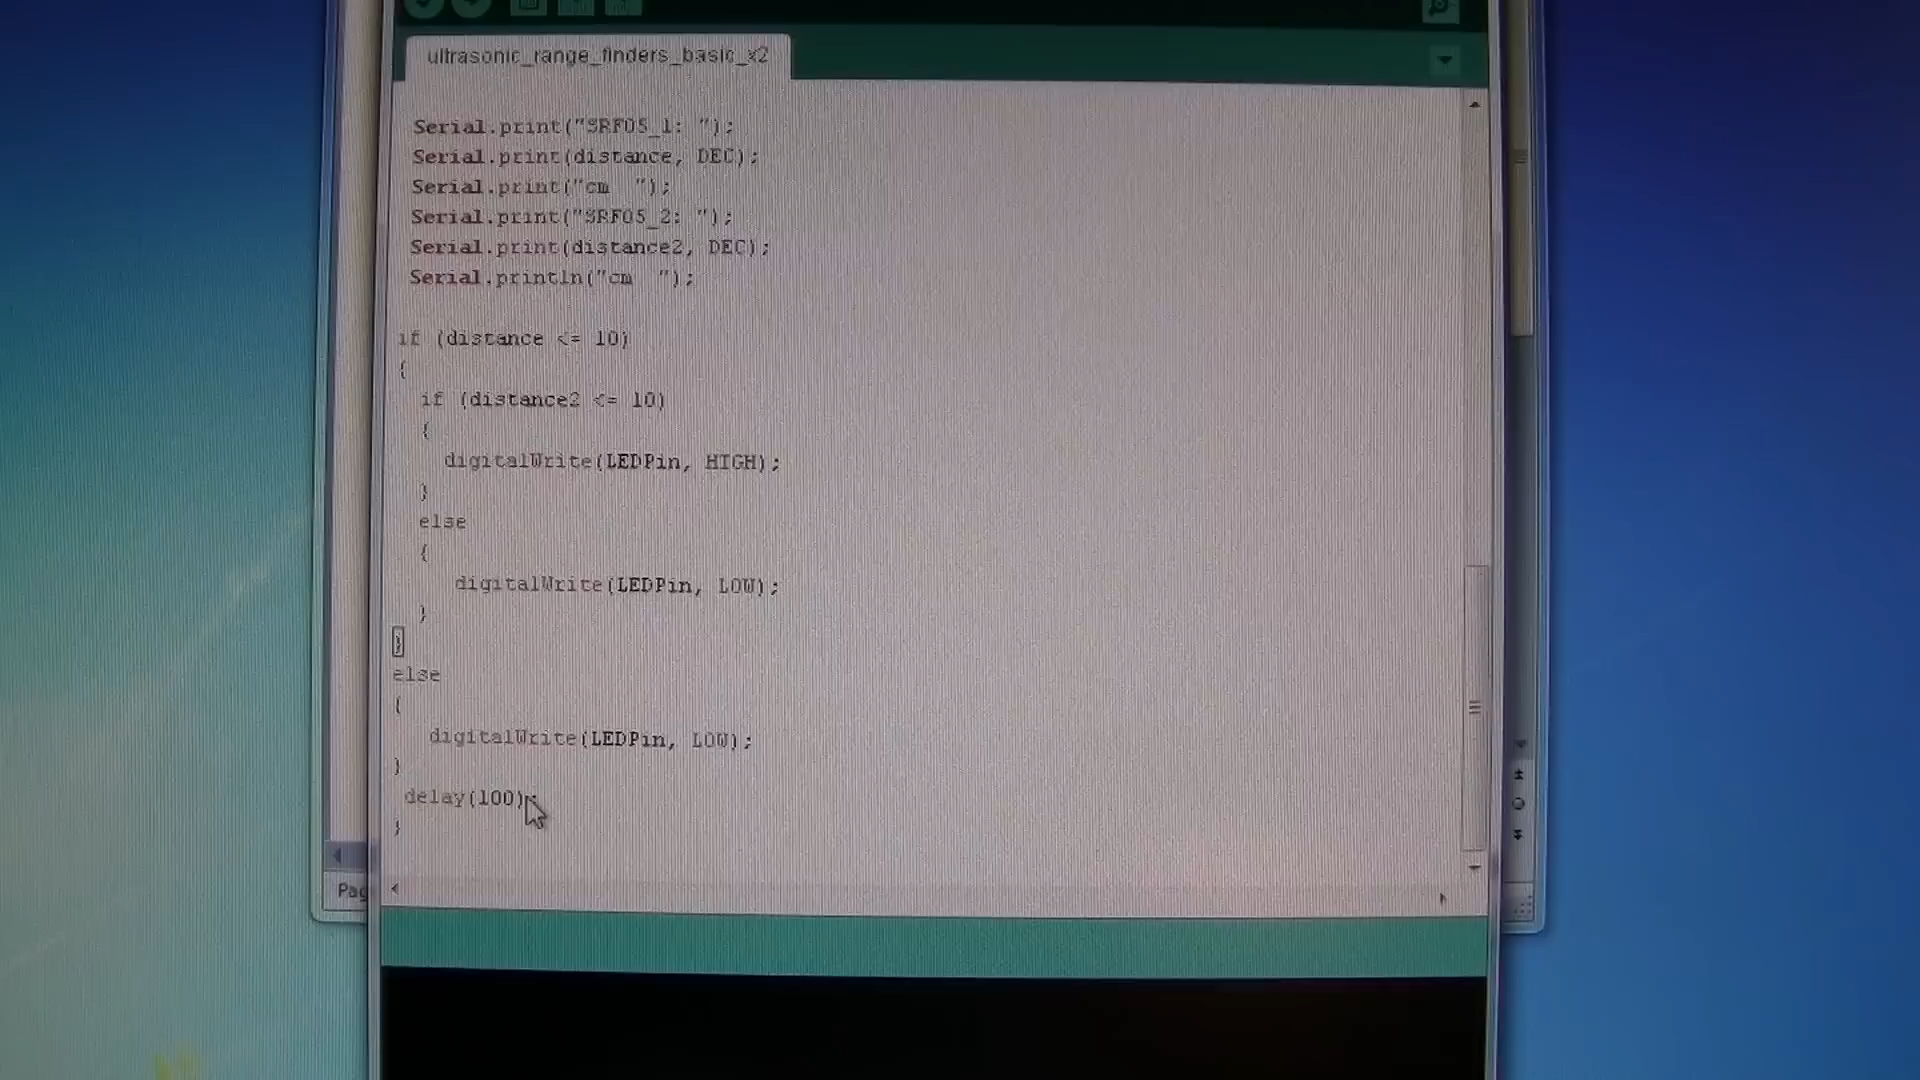 ultrasonic_range_finders_basic_x2
Serial.print("SRF05_1: ");
Serial.print(distance, DEC);
Serial.print("cm  ");
Serial.print("SRF05_2: ");
Serial.print(distance2, DEC);
Serial.println("cm  ");
if (distance <= 10)
{
if (distance2 <= 10)
{
digitalWrite(LEDPin, HIGH);
}
else
{
digitalWrite(LEDPin, LOW);
}
}
else
{
digitalWrite(LEDPin, LOW);
}
delay(100);
}